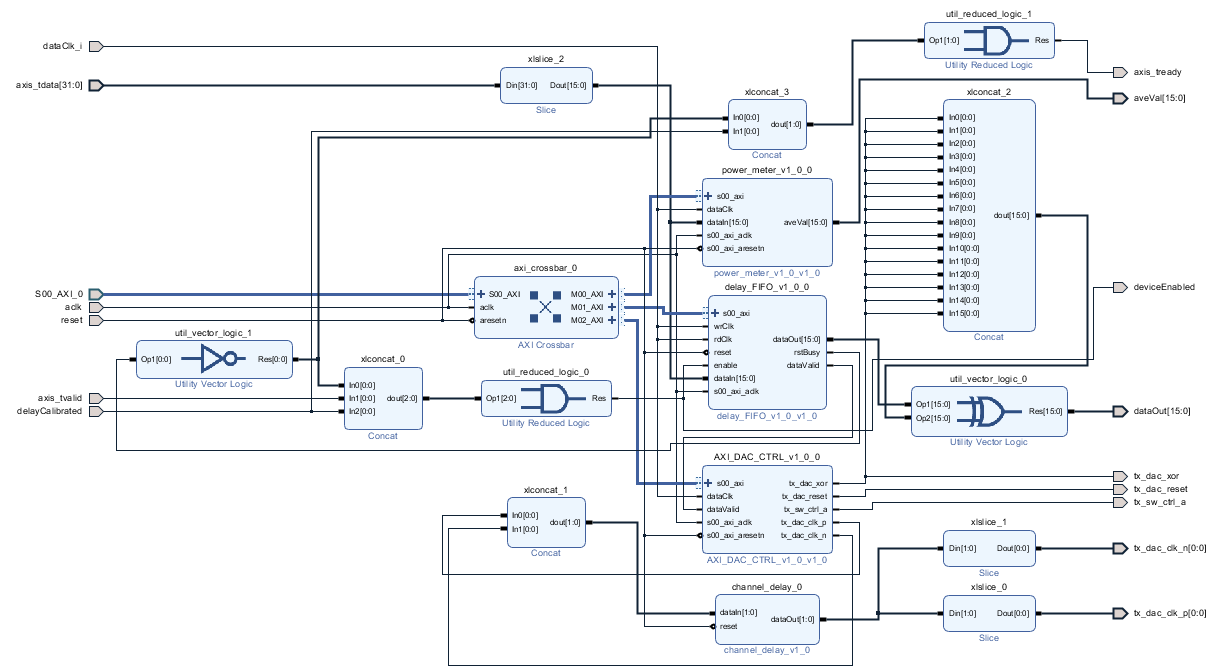 dataClk_i
axis_tdata[31:0]
S00_AXI_0
aclk
reset
axis_tvalid
delayCalibrated
util_vector_logic_1
Op1[0:0]
Res[0:0]
Utility Vector Logic
xlslice_2
Din[31:0]
Dout[15:0]
Slice
axi_crossbar_0
S00_AXI
aclk
aresetn
M00_AXI
M01_AXI
M02_AXI
AXI Crossbar
xlconcat_0
In0[0:0]
In1[0:0]
In2[0:0]
dout[2:0]
Concat
util_reduced_logic_0
Op1[2:0]
Res
Utility Reduced Logic
xlconcat_1
In0[0:0]
In1[0:0]
dout[1:0]
Concat
xlconcat_3
In0[0:0]
In1[0:0]
dout[1:0]
Concat
power_meter_v1_0_0
s00_axi
dataClk
dataIn[15:0]
s00_axi_aclk
s00_axi_aresetn
aveVal[15:0]
power_meter_v1_0_v1_0
delay_FIFO_v1_0_0
s00_axi
wrClk
rdClk
reset
enable
dataIn[15:0]
s00_axi_aclk
dataOut[15:0]
rstBusy
dataValid
delay_FIFO_v1_0_v1_0
AXI_DAC_CTRL_v1_0_0
s00_axi
dataClk
dataValid
s00_axi_aclk
s00_axi_aresetn
tx_dac_xor
tx_dac_reset
tx_sw_ctrl_a
tx_dac_clk_p
tx_dac_clk_n
AXI_DAC_CTRL_v1_0_v1_0
channel_delay_0
dataIn[1:0]
reset
dataOut[1:0]
channel_delay_v1_0
util_reduced_logic_1
Op1[1:0]
Res
Utility Reduced Logic
xlconcat_2
In0[0:0]
In1[0:0]
In2[0:0]
In3[0:0]
In4[0:0]
In5[0:0]
In6[0:0]
In7[0:0]
In8[0:0]
In9[0:0]
In10[0:0]
In11[0:0]
In12[0:0]
In13[0:0]
In14[0:0]
In15[0:0]
dout[15:0]
Concat
util_vector_logic_0
Op1[15:0]
Op2[15:0]
Res[15:0]
Utility Vector Logic
xlslice_1
Din[1:0]
Dout[0:0]
Slice
xlslice_0
Din[1:0]
Dout[0:0]
Slice
axis_tready
aveVal[15:0]
deviceEnabled
dataOut[15:0]
tx_dac_xor
tx_dac_reset
tx_sw_ctrl_a
tx_dac_clk_n[0:0]
tx_dac_clk_p[0:0]